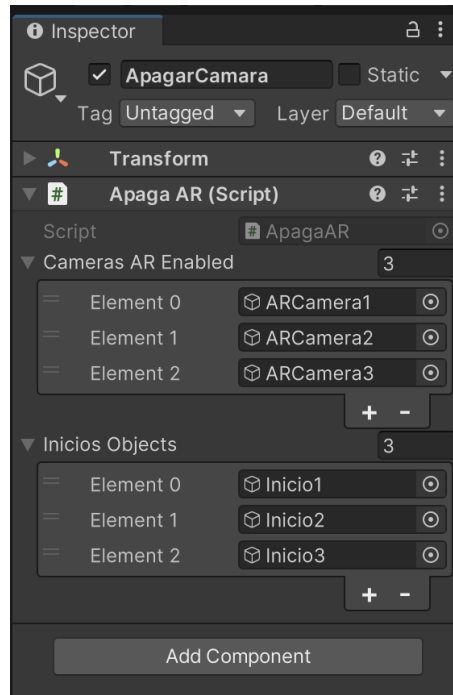 Inspector
ApagarCamara Static
Tag Untagged Layer Default
Transform
# Apaga AR (Script)
Script # ApagaAR
Cameras AR Enabled 3
Element 0 ARCamera1
Element 1 ARCamera2
Element 2 ARCamera3
+ -
Inicios Objects 3
Element 0 Inicio1
Element 1 Inicio2
Element 2 Inicio3
+ -
Add Component